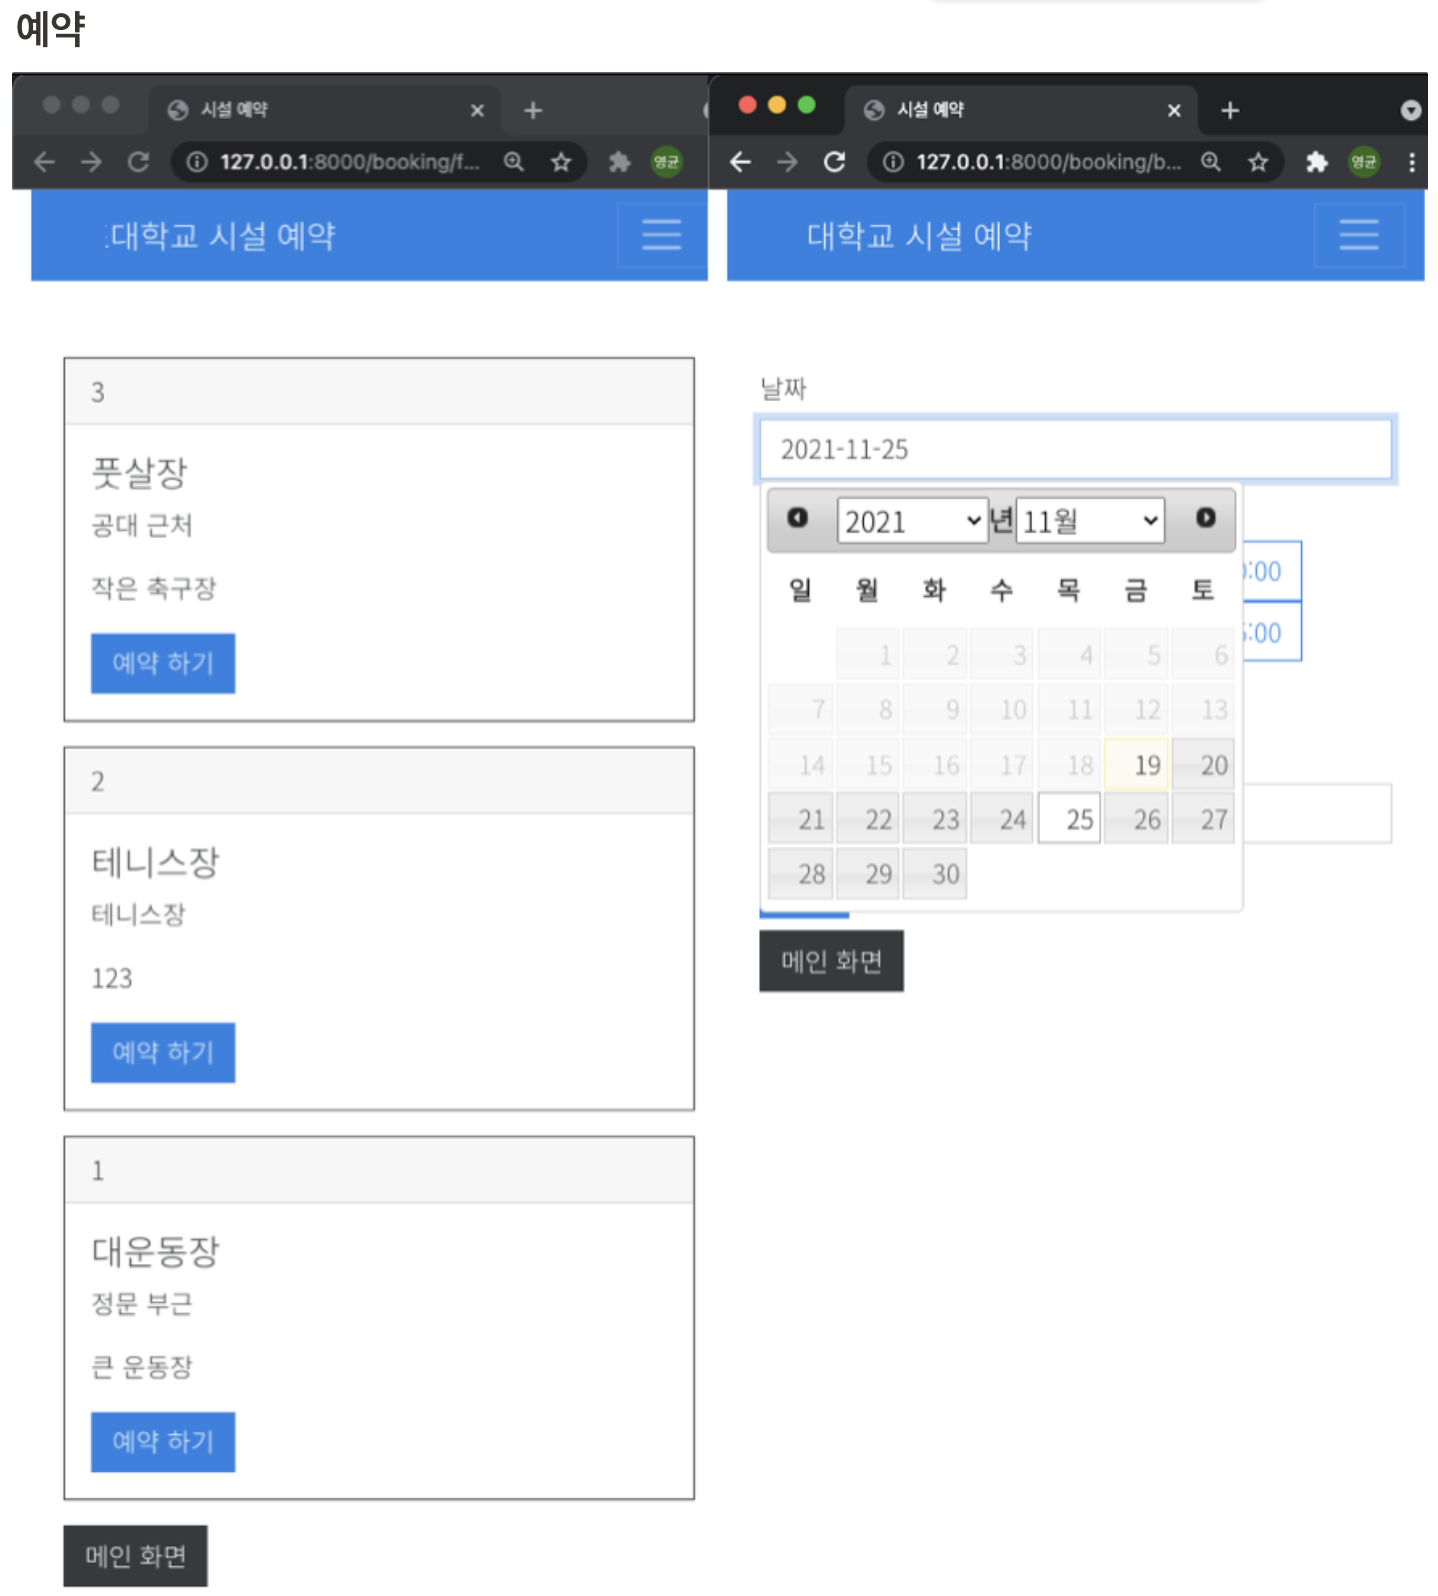 예약
시설 예약
127.0.0.1:8000/booking/f...
영균
대학교 시설 예약
3
풋살장
공대 근처
작은 축구장
예약 하기
2
테니스장
테니스장
123
예약 하기
1
대운동장
정문 부근
큰 운동장
예약 하기
메인 화면
시설 예약
127.0.0.1:8000/booking/b...
영균
대학교 시설 예약
날짜
2021-11-25
2021 년 11월
일 월 화 수 목 금 토
1 2 3 4 5 6
7 8 9 10 11 12 13
14 15 16 17 18 19 20
21 22 23 24 25 26 27
28 29 30
:00
:00
메인 화면